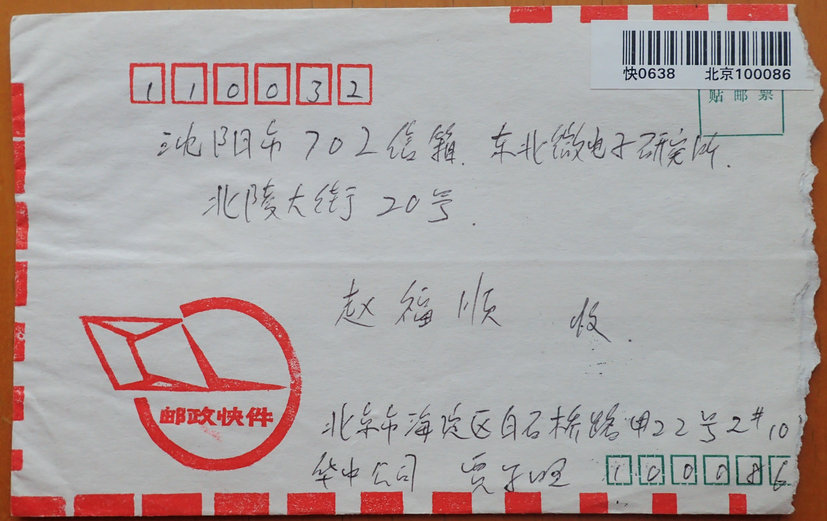 快0638 北京100086
贴邮票
110032
沈阳市702信箱.东北微电子研究所.
北陵大街20号.
赵福顺 收.
邮政快件
北京市海淀区白石桥路甲22号2#10
华中公司 贾 100086